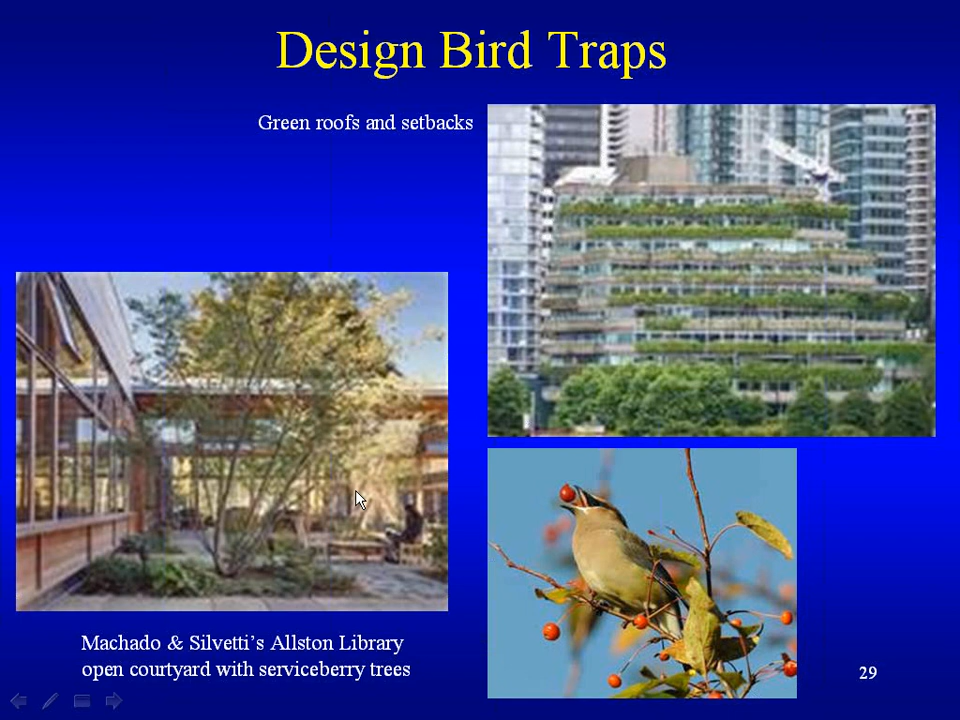 Design Bird Traps
Green roofs and setbacks
Machado & Silvetti's Allston Library
open courtyard with serviceberry trees
29